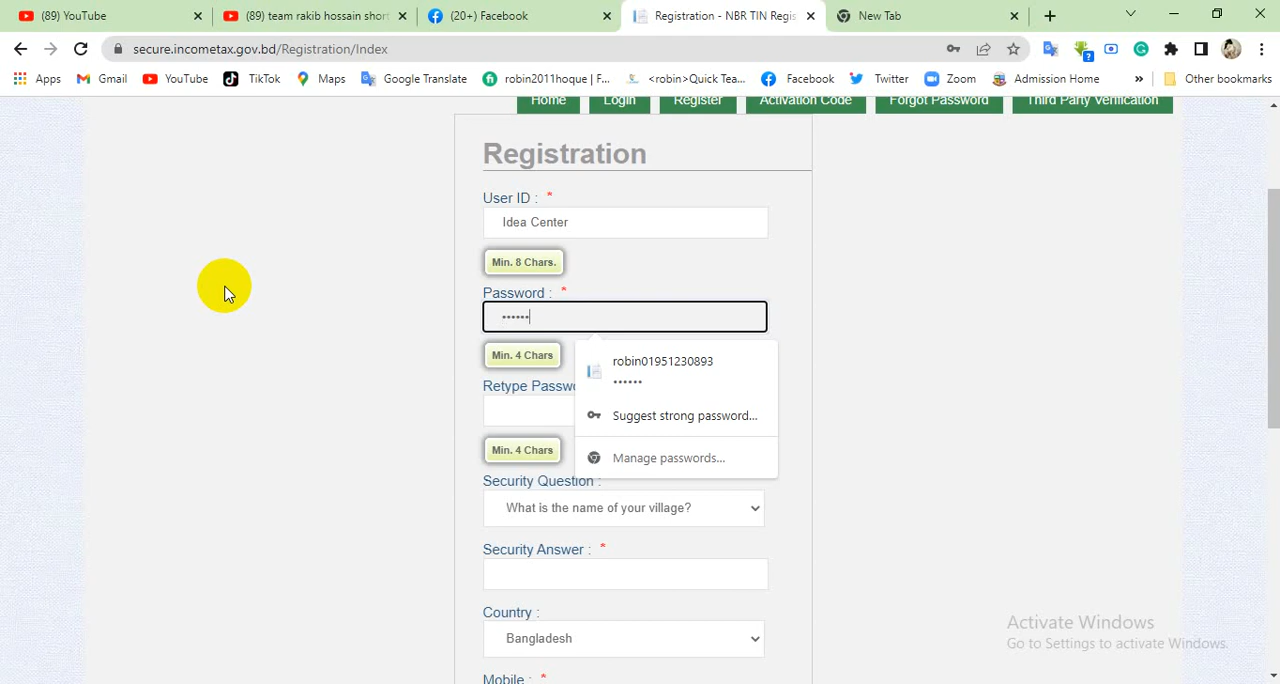 (89) YouTube
(89) team rakib hossain short
(20+) Facebook
Registration - NBR TIN Regis
New Tab
secure.incometax.gov.bd/Registration/Index
Apps
Gmail
YouTube
TikTok
Maps
Google Translate
robin2011hoque | F...
<robin>Quick Tea...
Facebook
Twitter
Zoom
Admission Home
»
Other bookmarks
Home
Login
Register
Activation Code
Forgot Password
Third Party Verification
Registration
User ID : *
Idea Center
Min. 8 Chars.
Password : *
••••••
Min. 4 Chars
robin01951230893
••••••
Suggest strong password...
Manage passwords...
Retype Passwo
Min. 4 Chars
Security Question :
What is the name of your village?
Security Answer : *
Country :
Bangladesh
Mobile : *
Activate Windows
Go to Settings to activate Windows.